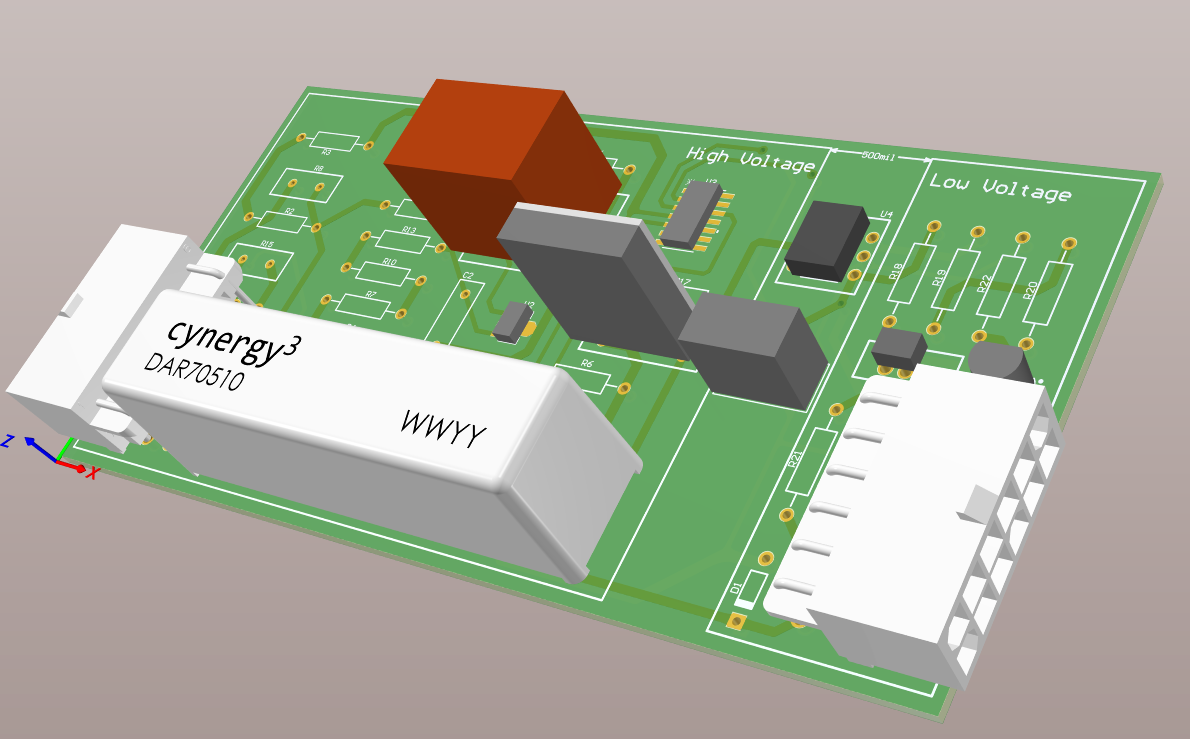 High Voltage
500mil
Low Voltage
R3
R8
R2
R15
R13
R10
R7
C2
U4
R18
R19
R22
R20
R6
R21
D1
cynergy3
DAR70510
WWYY
Z
X